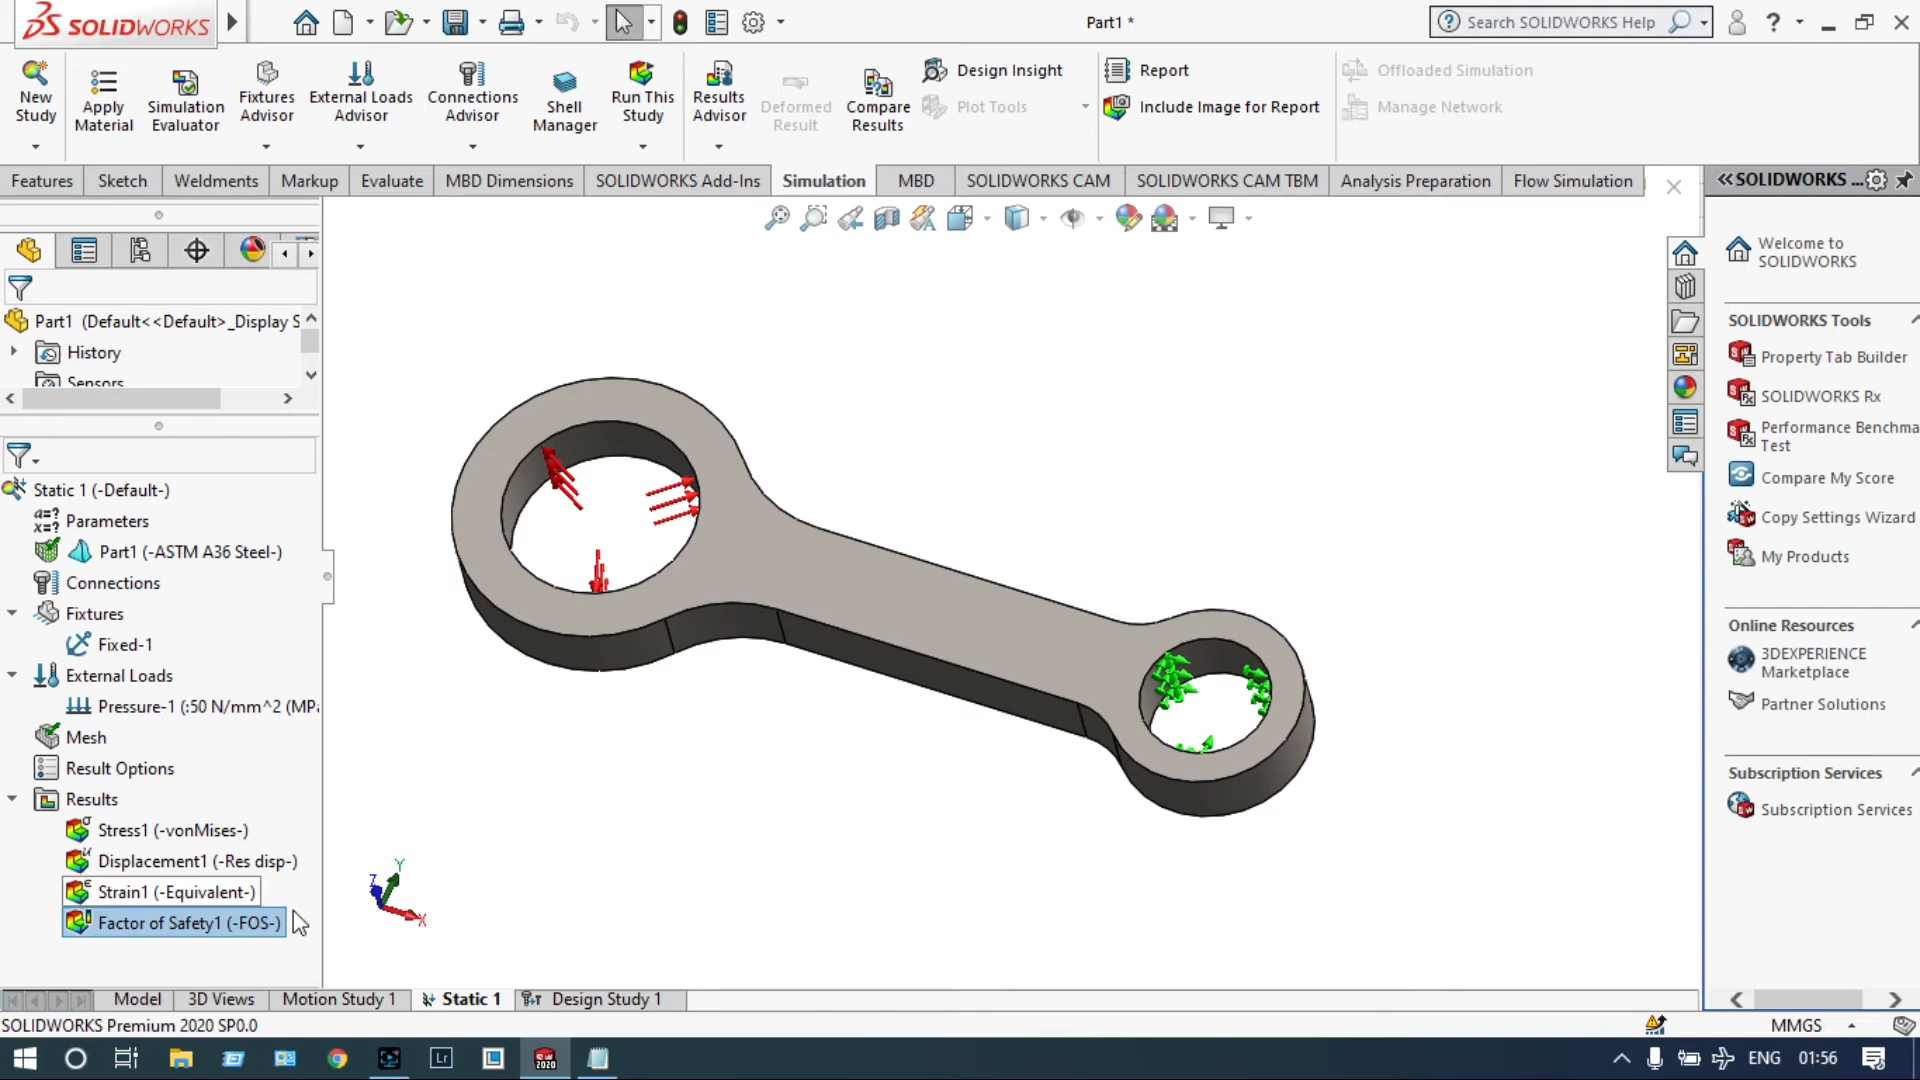 SOLIDWORKS
Part1 *
Search SOLIDWORKS Help
New Study
Apply Material
Simulation Evaluator
Fixtures Advisor
External Loads Advisor
Connections Advisor
Shell Manager
Run This Study
Results Advisor
Deformed Result
Compare Results
Design Insight
Plot Tools
Report
Include Image for Report
Offloaded Simulation
Manage Network
Features
Sketch
Weldments
Markup
Evaluate
MBD Dimensions
SOLIDWORKS Add-Ins
Simulation
MBD
SOLIDWORKS CAM
SOLIDWORKS CAM TBM
Analysis Preparation
Flow Simulation
SOLIDWORKS ...
Part1 (Default<<Default>_Display S
History
Sensors
Static 1 (-Default-)
Parameters
Part1 (-ASTM A36 Steel-)
Connections
Fixtures
Fixed-1
External Loads
Pressure-1 (:50 N/mm^2 (MPa
Mesh
Result Options
Results
Stress1 (-vonMises-)
Displacement1 (-Res disp-)
Strain1 (-Equivalent-)
Factor of Safety1 (-FOS-)
Y
Z
X
Welcome to
SOLIDWORKS
SOLIDWORKS Tools
Property Tab Builder
SOLIDWORKS Rx
Performance Benchma
Test
Compare My Score
Copy Settings Wizard
My Products
Online Resources
3DEXPERIENCE
Marketplace
Partner Solutions
Subscription Services
Subscription Services
Model
3D Views
Motion Study 1
Static 1
Design Study 1
SOLIDWORKS Premium 2020 SP0.0
MMGS
Lr
2020
ENG
01:56